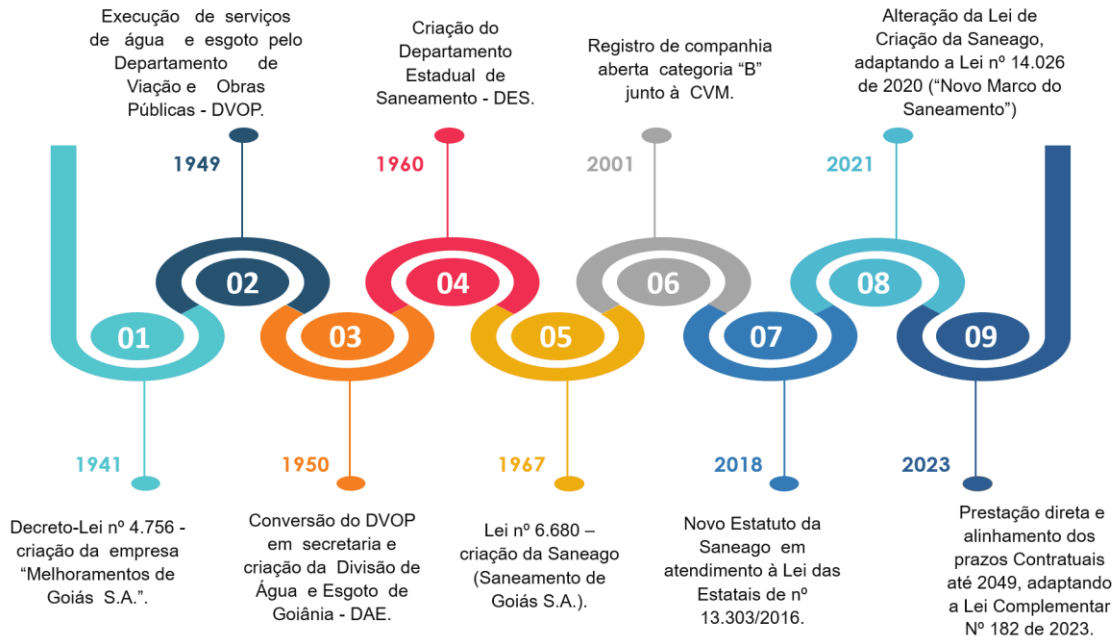 Execução de serviços
de água e esgoto pelo
Departamento de
Viação e Obras
Públicas - DVOP.
Criação do
Departamento
Estadual de
Saneamento - DES.
Registro de companhia
aberta categoria “B”
junto à CVM.
Alteração da Lei de
Criação da Saneago,
adaptando a Lei nº 14.026
de 2020 (“Novo Marco do
Saneamento”)
1949
1960
2001
2021
02
04
06
08
01
03
05
07
09
1941
1950
1967
2018
2023
Decreto-Lei nº 4.756 -
criação da empresa
“Melhoramentos de
Goiás S.A.”.
Conversão do DVOP
em secretaria e
criação da Divisão de
Água e Esgoto de
Goiânia - DAE.
Lei nº 6.680 –
criação da Saneago
(Saneamento de
Goiás S.A.).
Novo Estatuto da
Saneago em
atendimento à Lei das
Estatais de nº
13.303/2016.
Prestação direta e
alinhamento dos
prazos Contratuais
até 2049, adaptando
a Lei Complementar
Nº 182 de 2023.